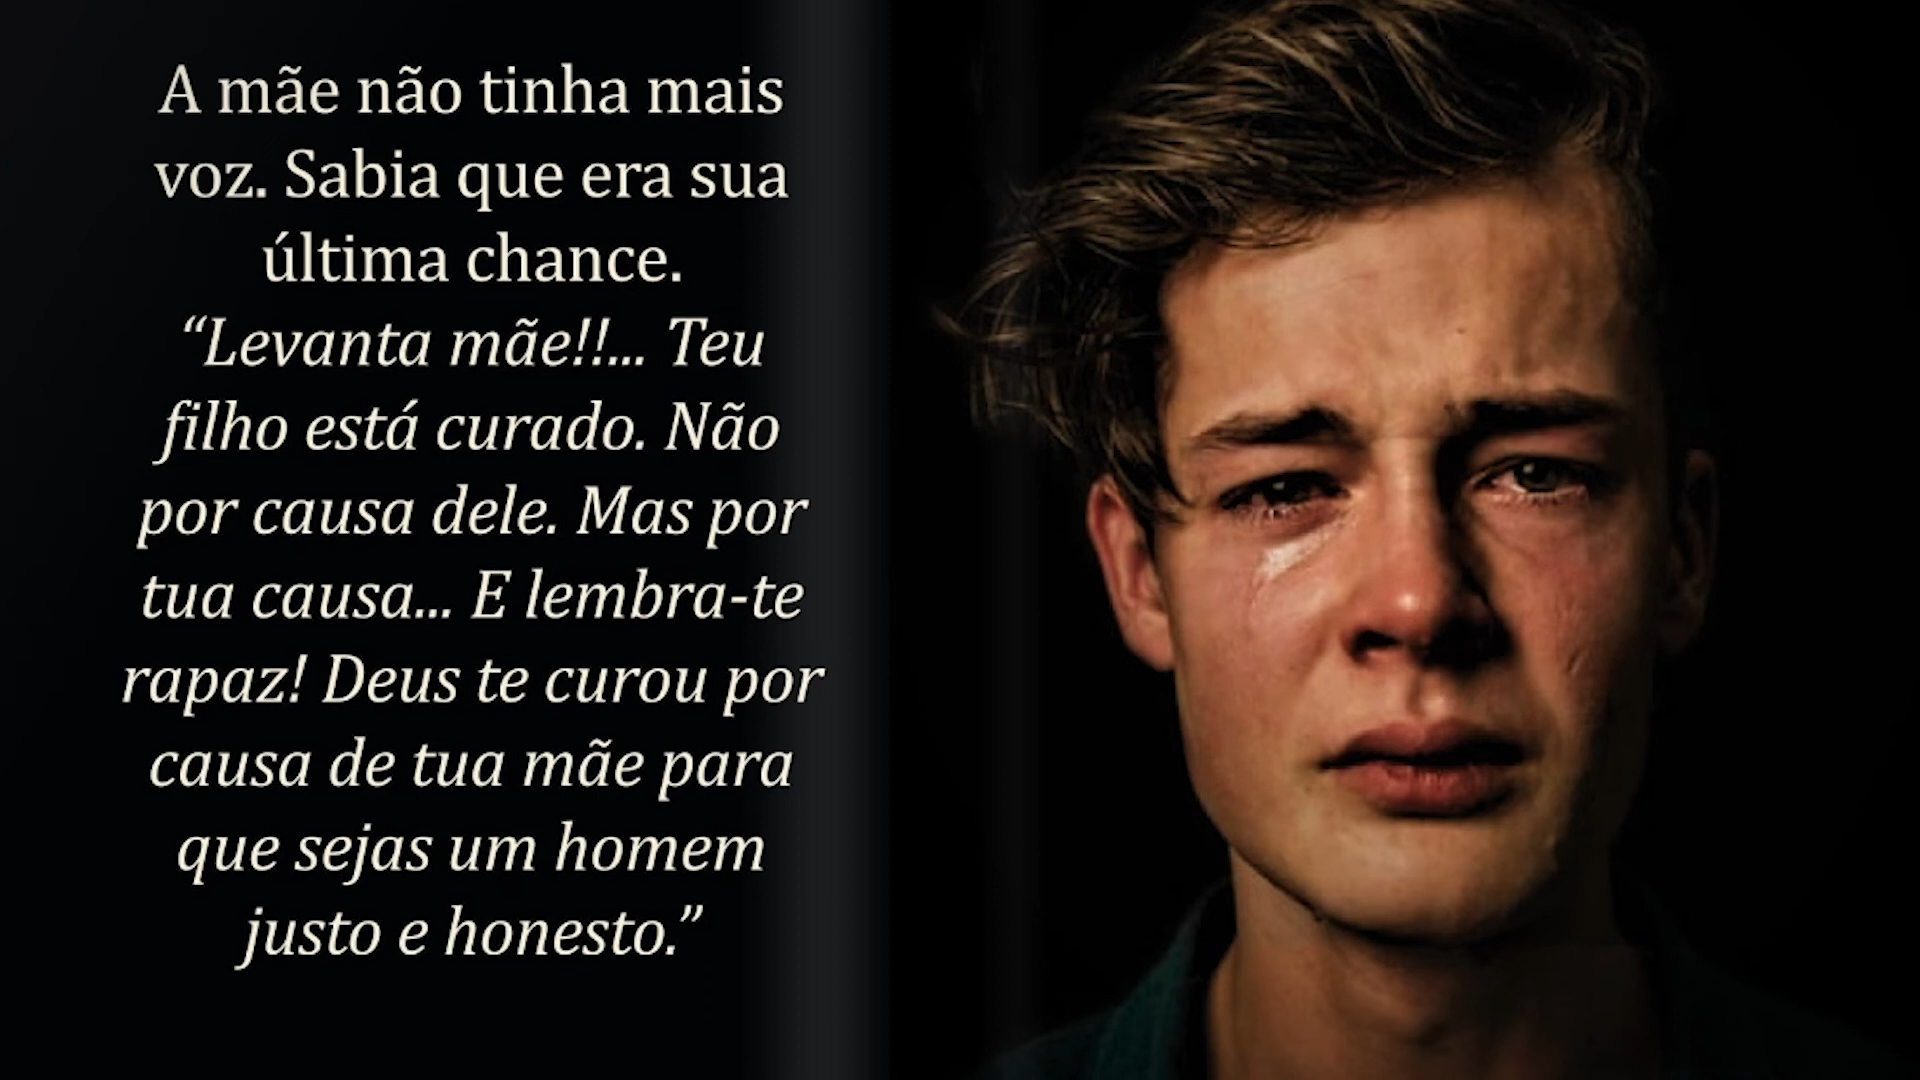 A mãe não tinha mais
voz. Sabia que era sua
última chance.
“Levanta mãe!!... Teu
filho está curado. Não
por causa dele. Mas por
tua causa... E lembra-te
rapaz! Deus te curou por
causa de tua mãe para
que sejas um homem
justo e honesto.”